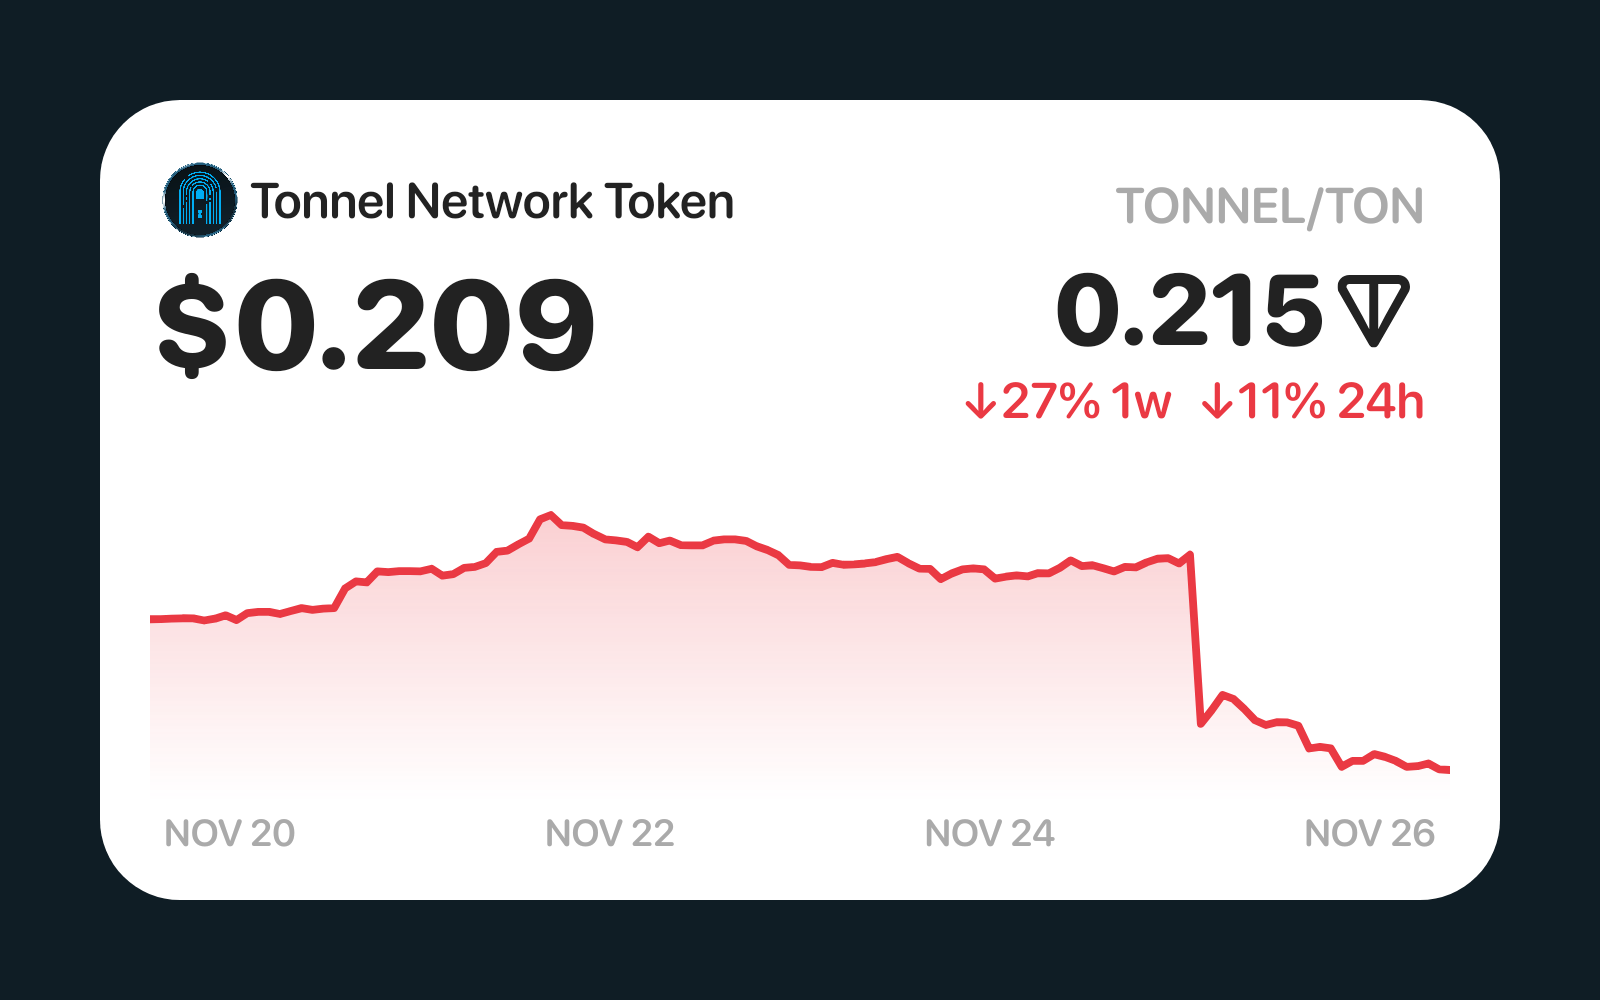 Tonnel Network Token
TONNEL/TON
$0.209
0.215
↓27% 1w ↓11% 24h
NOV 20 NOV 22 NOV 24 NOV 26